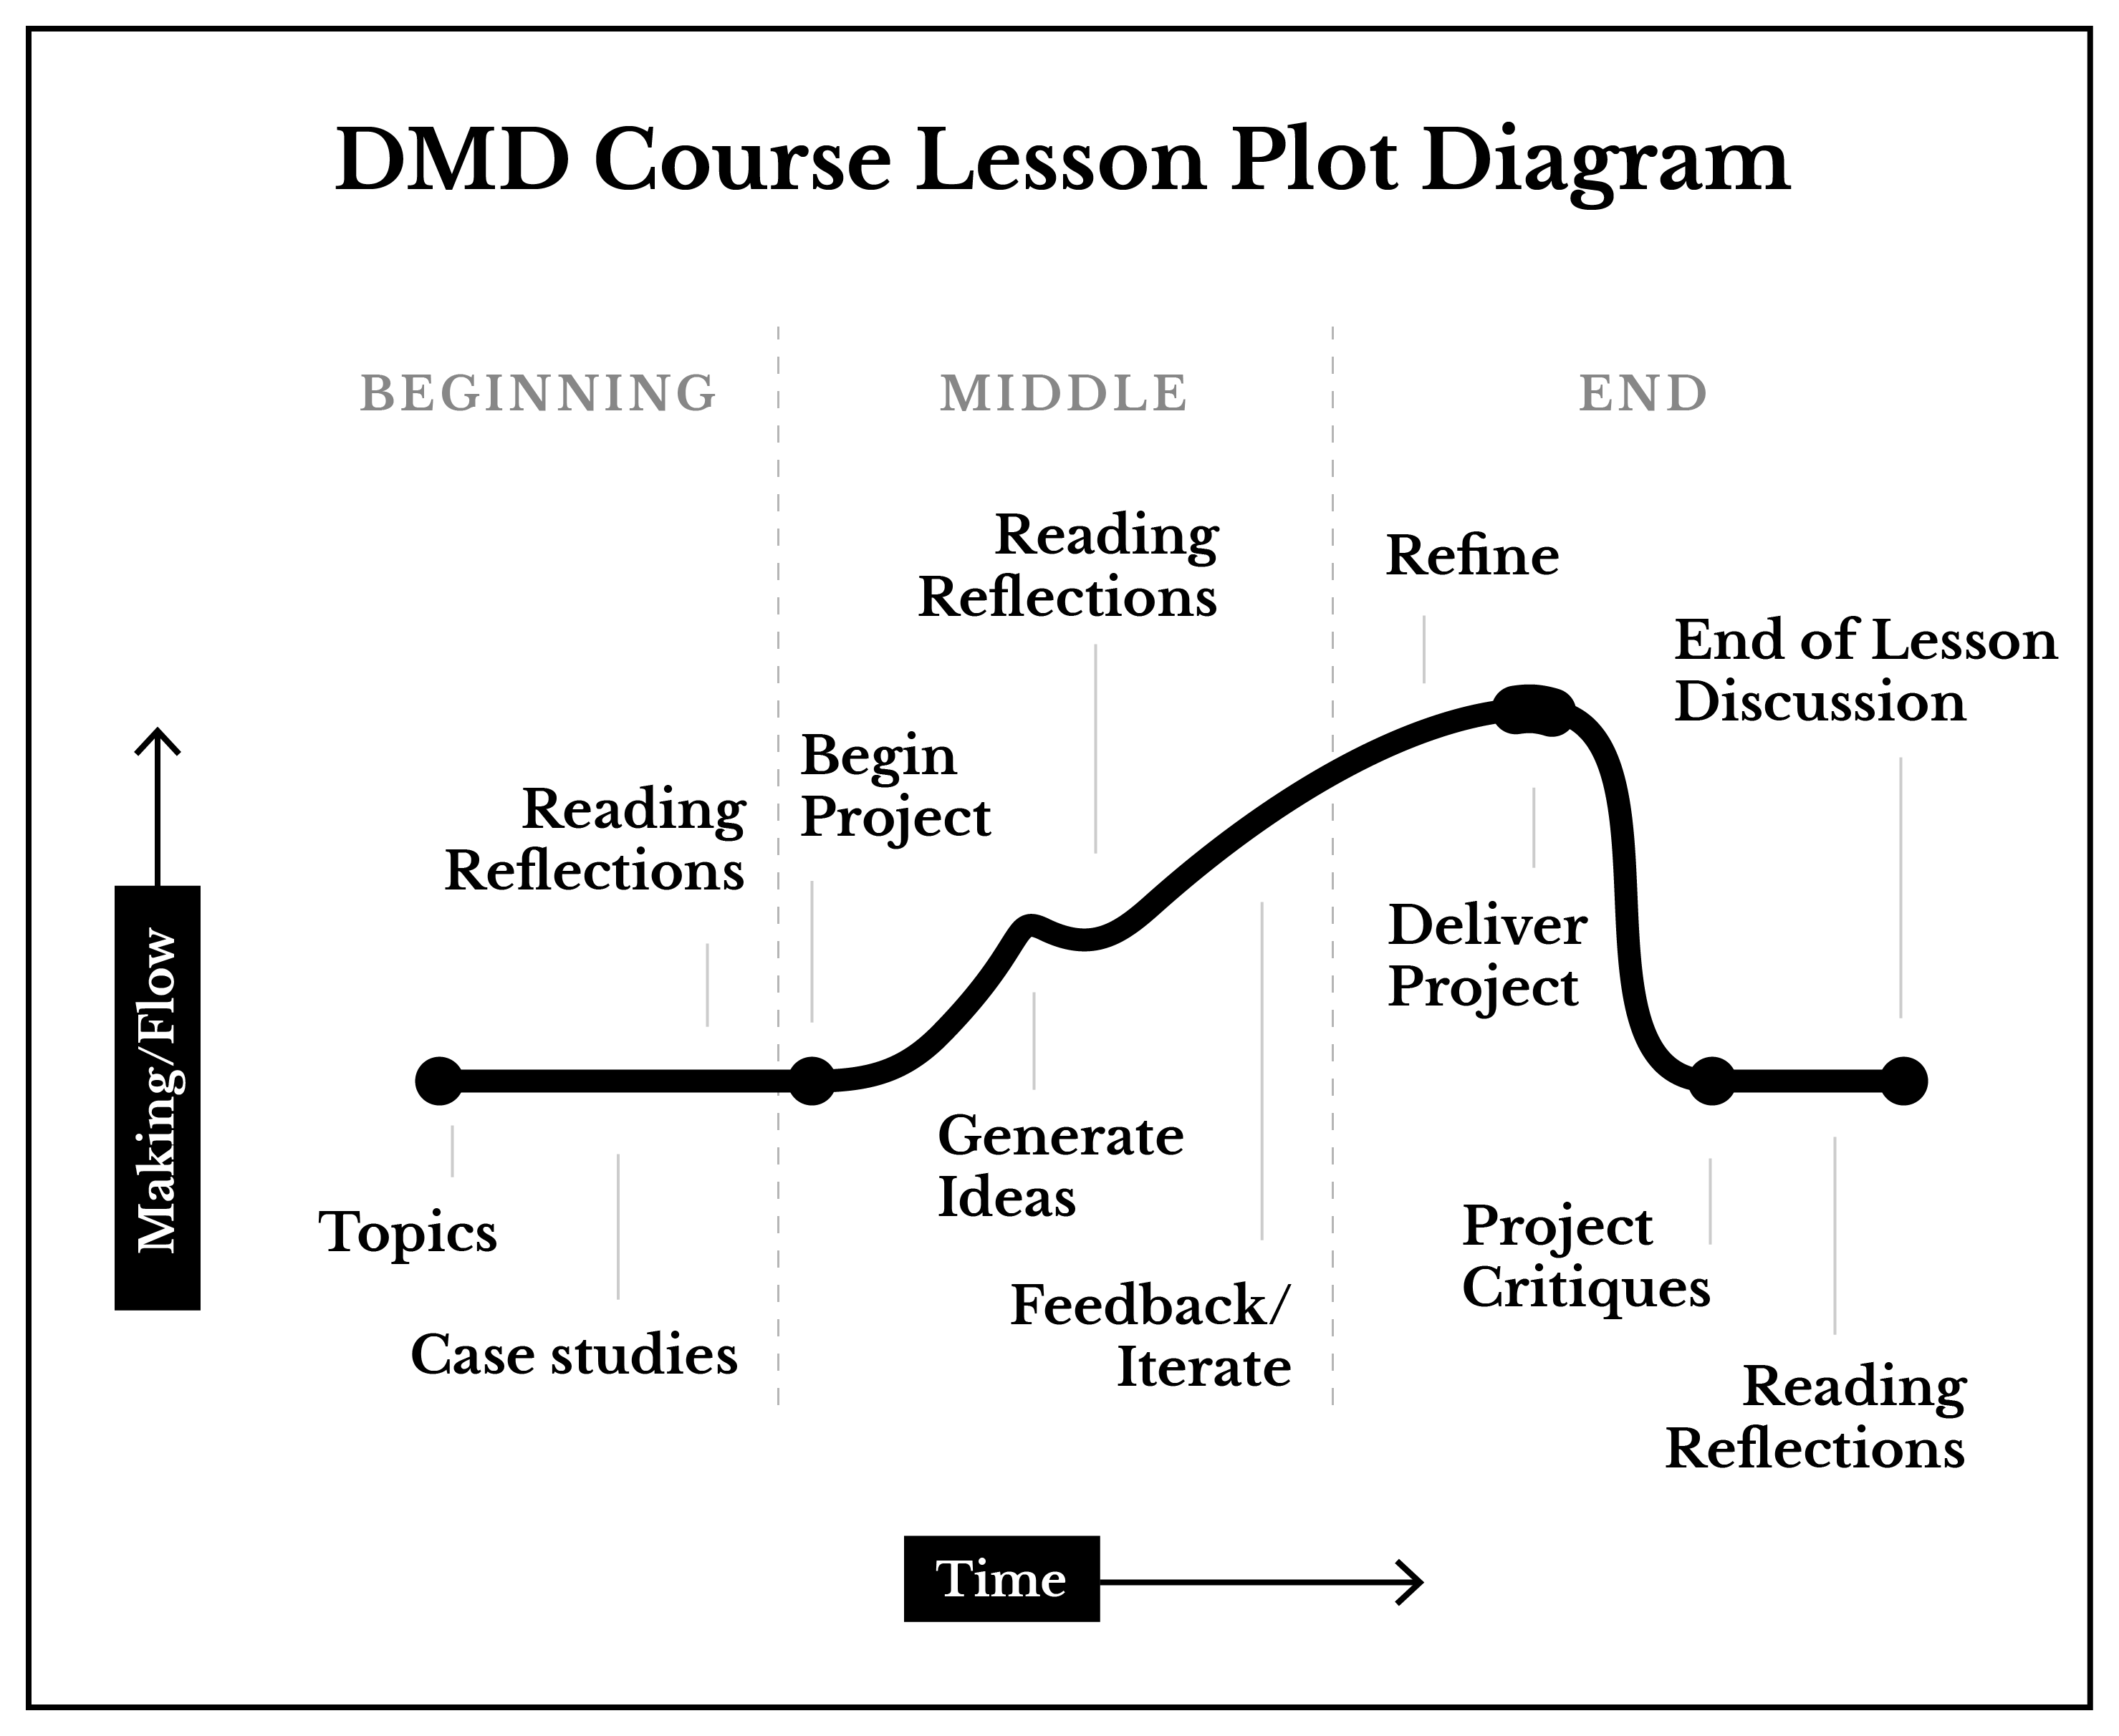 DMD Course Lesson Plot Diagram
BEGINNING
MIDDLE
END
Reading
Reflections
Refine
End of Lesson
Discussion
Begin
Project
Reading
Reflections
Deliver
Project
Making/Flow
Generate
Ideas
Topics
Project
Critiques
Feedback/
Iterate
Case studies
Reading
Reflections
Time